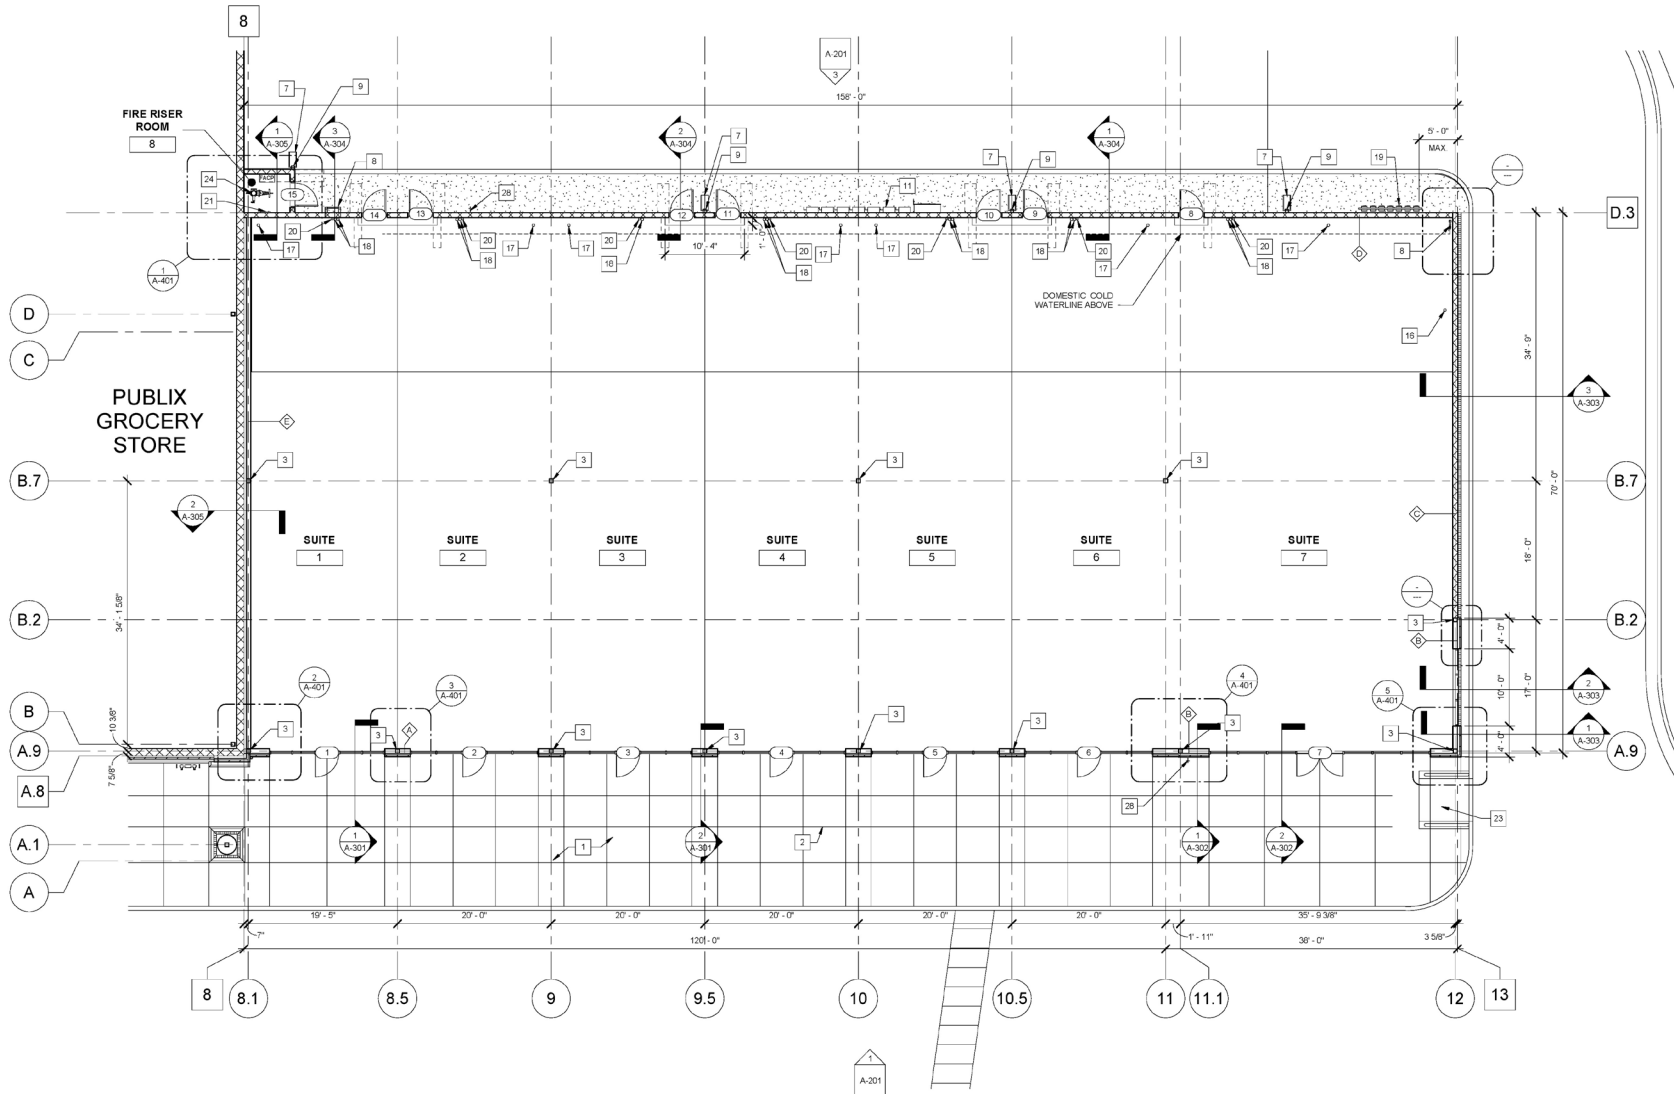 8
A-201
3
158' - 0"
7
9
FIRE RISER
ROOM
8
1
A-305
3
A-304
2
A-304
7
9
1
A-304
7
9
7
9
19
5' - 0"
MAX
-
---
24
FACP
15
8
21
14
13
28
12
11
11
10
9
8
D.3
20
17
18
20
18
17
18
20
10' - 4"
20
18
17
17
20
18
18
20
17
20
18
17
D
8
1
A-401
DOMESTIC COLD
WATERLINE ABOVE
D
C
16
34' - 9"
PUBLIX
GROCERY
STORE
E
3
A-303
B.7
3
3
3
3
B.7
70' - 0"
2
A-305
C
SUITE
1
SUITE
2
SUITE
3
SUITE
4
SUITE
5
SUITE
6
SUITE
7
18' - 0"
34' - 1 5/8"
-
---
B.2
3
B.2
B
4' - 0"
2
A-401
3
A-401
4
A-401
5
A-401
10' - 0"
17' - 0"
2
A-303
B
10 3/8"
3
3
A
3
3
3
3
B
3
3
1
A-303
4' - 0"
A.9
1
2
3
4
5
6
7
A.9
7 5/8"
A.8
28
23
A.1
1
A-301
1
2
A-301
2
1
A-302
2
A-302
A
19' - 5"
20' - 0"
20' - 0"
20' - 0"
20' - 0"
20' - 0"
35' - 9 3/8"
7"
120' - 0"
1' - 11"
38' - 0"
3 5/8"
8
8.1
8.5
9
9.5
10
10.5
11
11.1
12
13
1
A-201